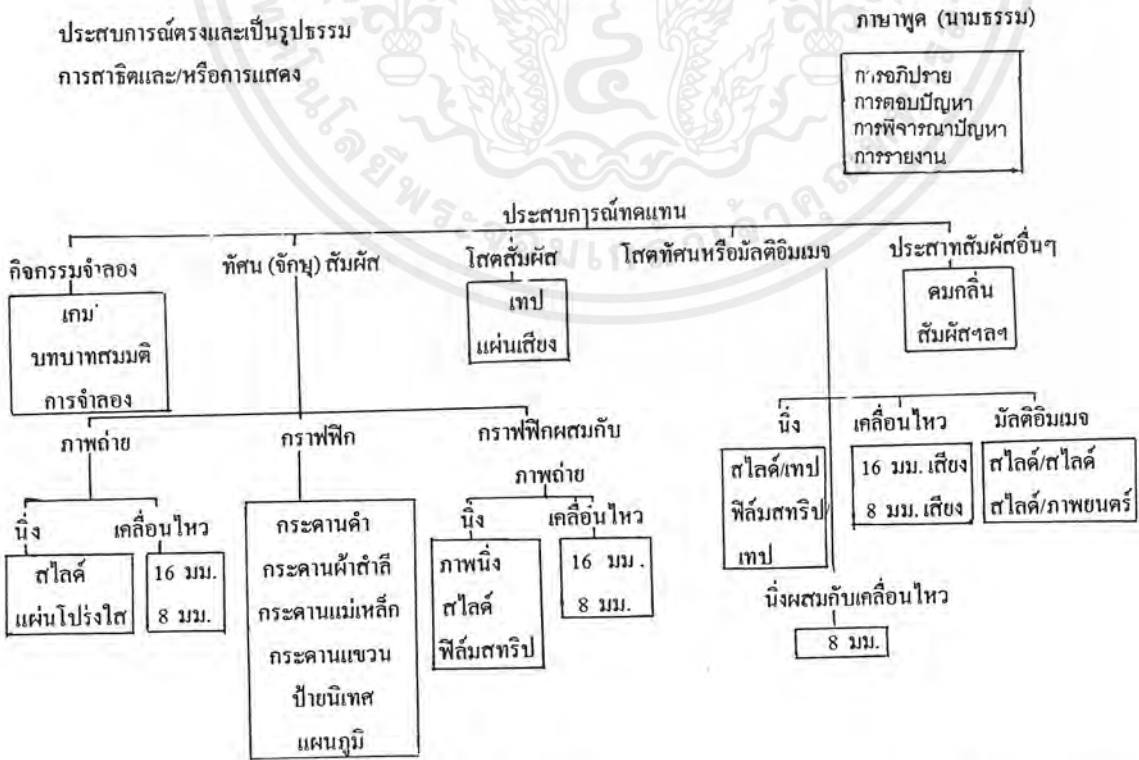 ประสบการณ์ตรงและเป็นรูปธรรม
การสาธิตและ/หรือการแสดง
ภาษาพูด (นามธรรม)
การอภิปราย
การตอบปัญหา
การพิจารณาปัญหา
การรายงาน
ประสบการณ์ทดแทน
กิจกรรมจำลอง
เกม
บทบาทสมมติ
การจำลอง
ทัศน (จักษุ) สัมผัส
โสตสัมผัส
เทป
แผ่นเสียง
โสตทัศนหรือมัลติอิมเมจ
ประสาทสัมผัสอื่นๆ
ดมกลิ่น
สัมผัสฯลฯ
ภาพถ่าย
นิ่ง
สไลด์
แผ่นโปร่งใส
เคลื่อนไหว
16 มม.
8 มม.
กราฟฟิก
กระดานดำ
กระดานผ้าสำลี
กระดานแม่เหล็ก
กระดานแขวน
ป้ายนิเทศ
แผนภูมิ
กราฟฟิกผสมกับ
ภาพถ่าย
นิ่ง
ภาพนิ่ง
สไลด์
ฟิล์มสทริป
เคลื่อนไหว
16 มม.
8 มม.
นิ่ง
สไลด์/เทป
ฟิล์มสทริป/
เทป
เคลื่อนไหว
16 มม. เสียง
8 มม. เสียง
มัลติอิมเมจ
สไลด์/สไลด์
สไลด์/ภาพยนตร์
นิ่งผสมกับเคลื่อนไหว
8 มม.